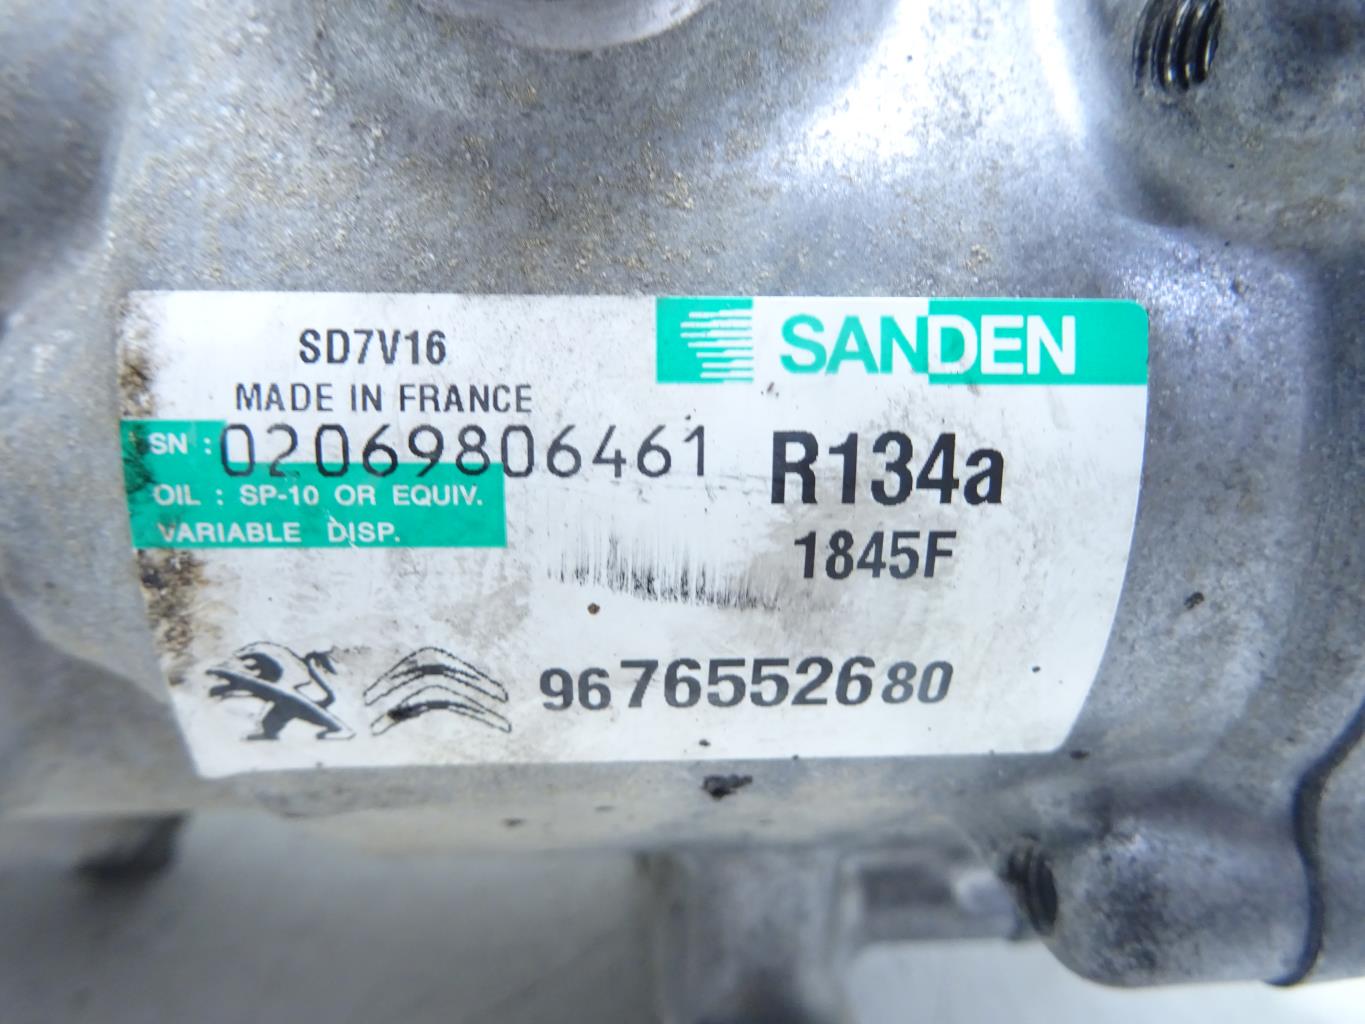 SANDEN
SD7V16
MADE IN FRANCE
SN : 02069806461
R134a
OIL : SP-10 OR EQUIV.
VARIABLE DISP.
1845F
9676552680